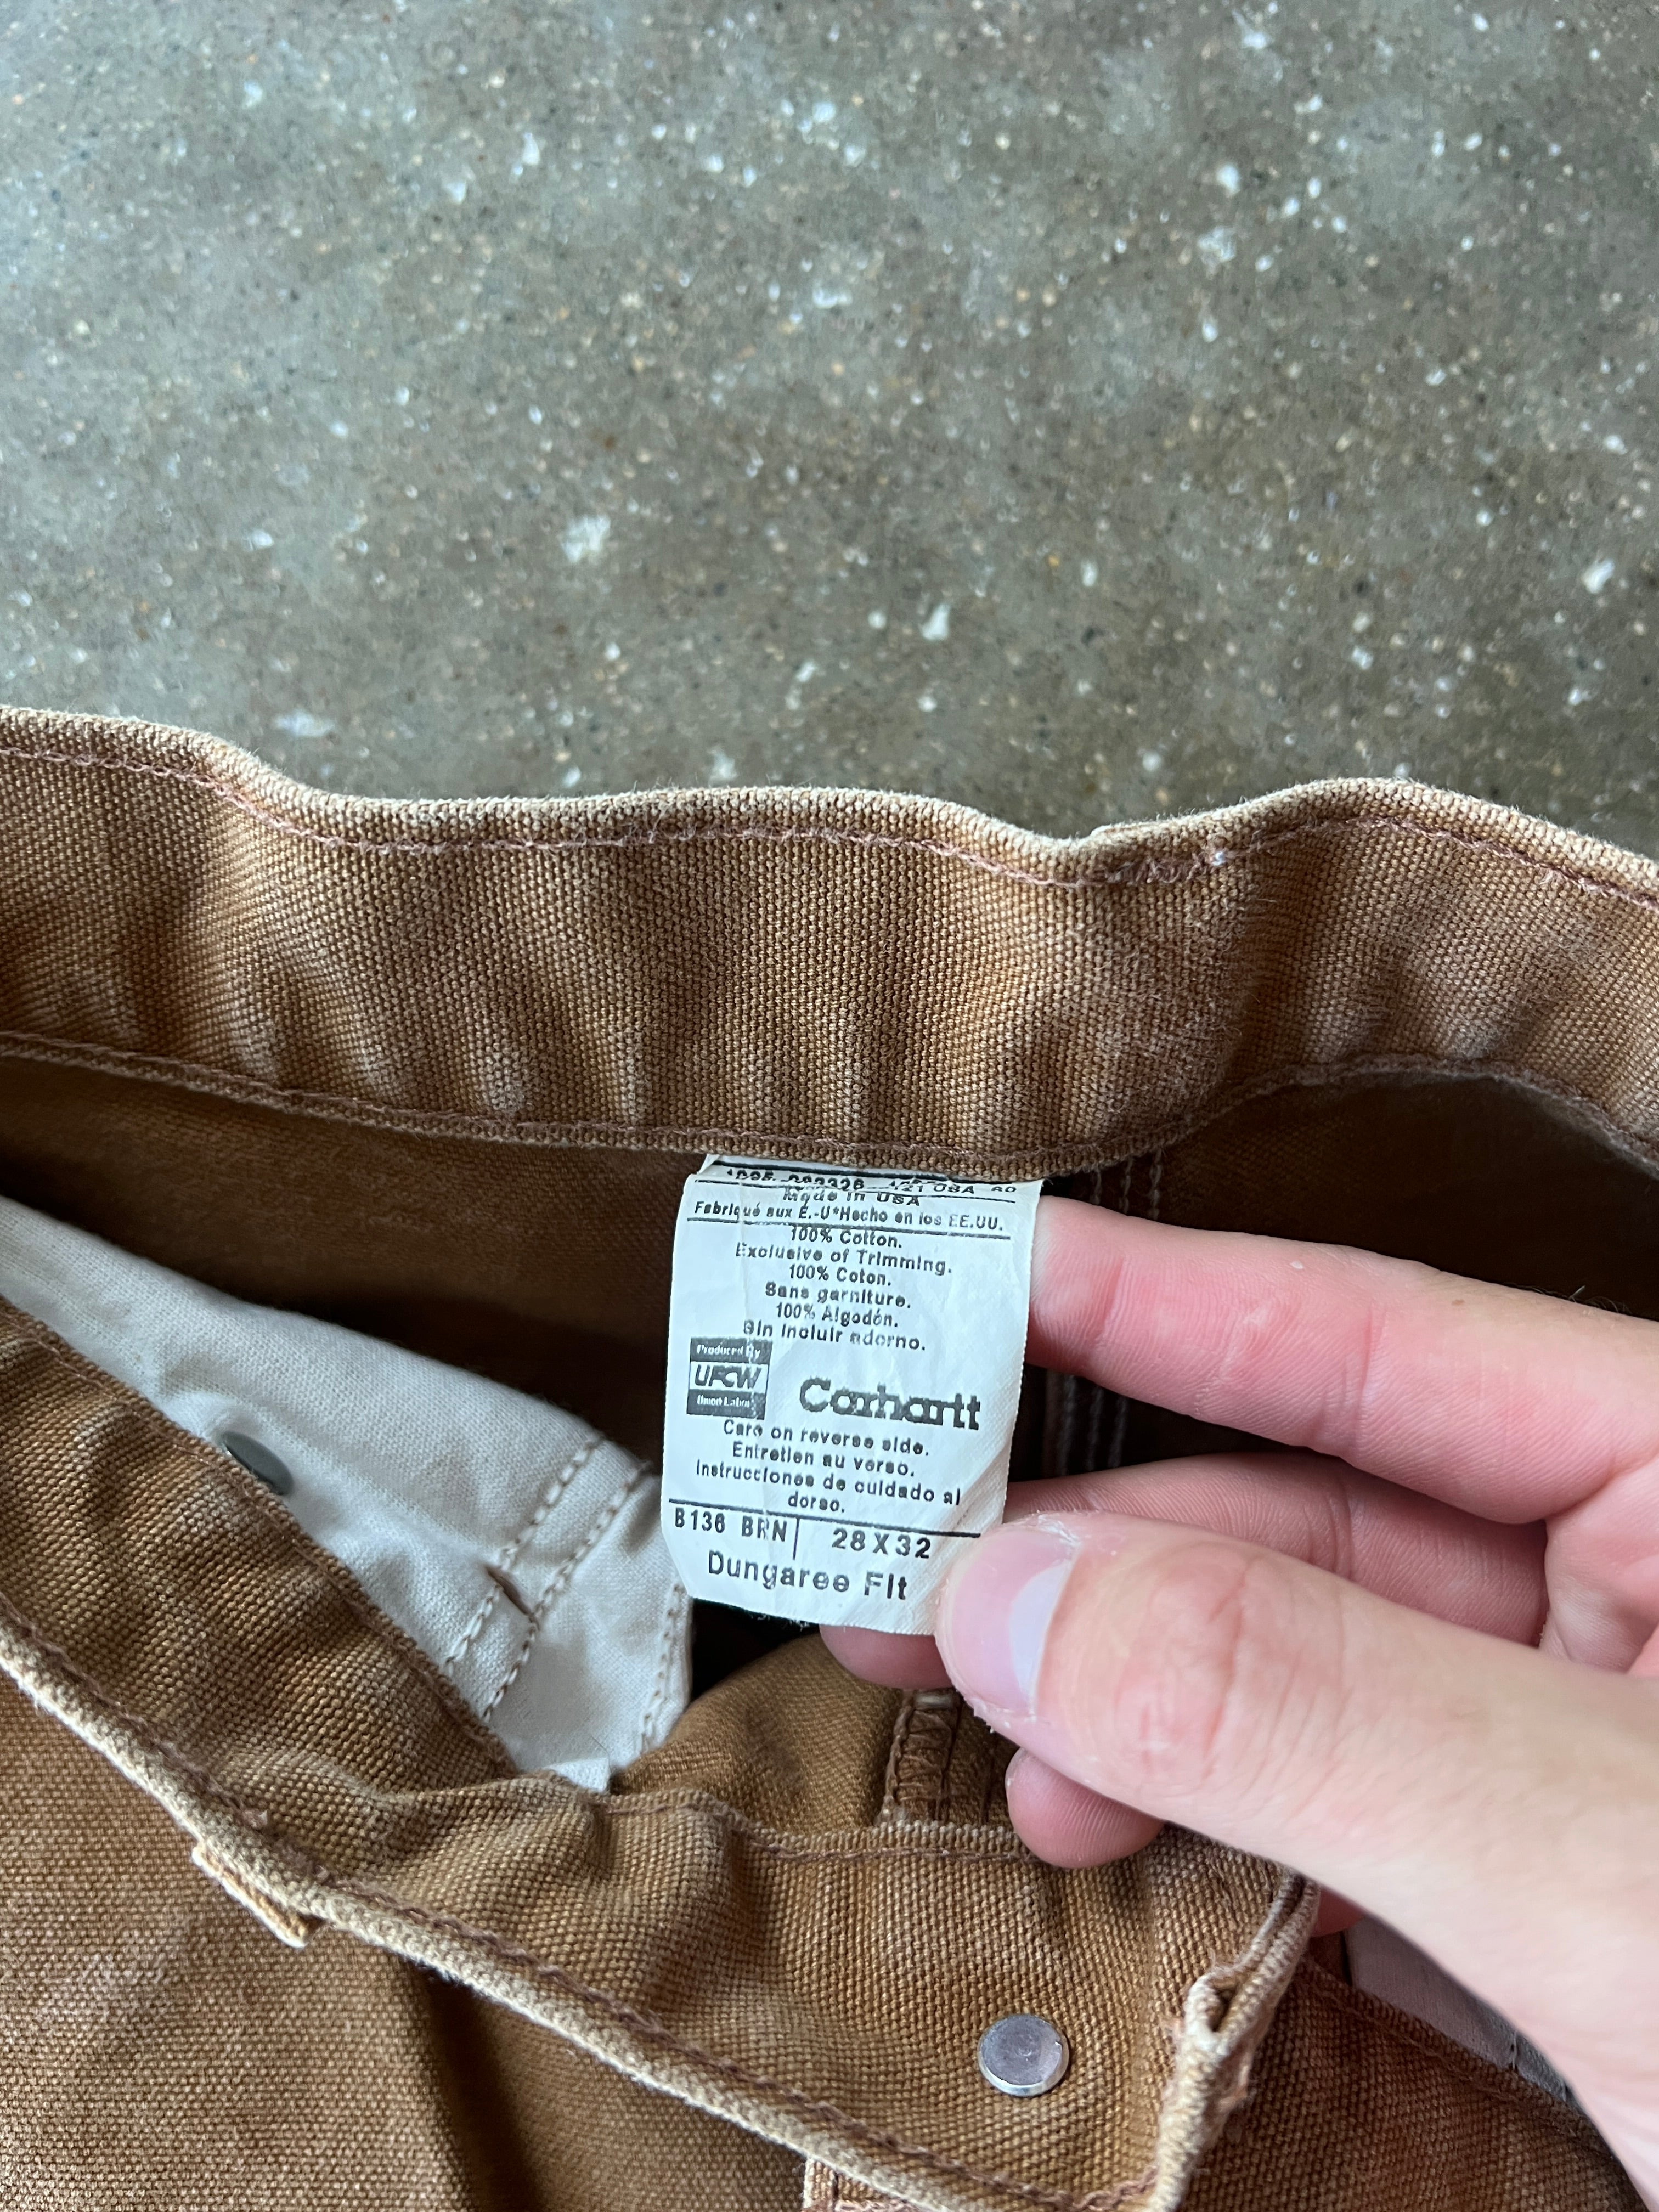 USA
Made in USA
Fabriqué aux É.-U*Hecho en los EE.UU.
100% Cotton.
Exclusive of Trimming.
100% Coton.
Sans garniture.
100% Algodón.
Sin incluir adorno.
Produced By
UFCW
Union Labor
Carhartt
Care on reverse side.
Entretien au verso.
Instrucciones de cuidado al
dorso.
B136 BRN 28 X 32
Dungaree Fit